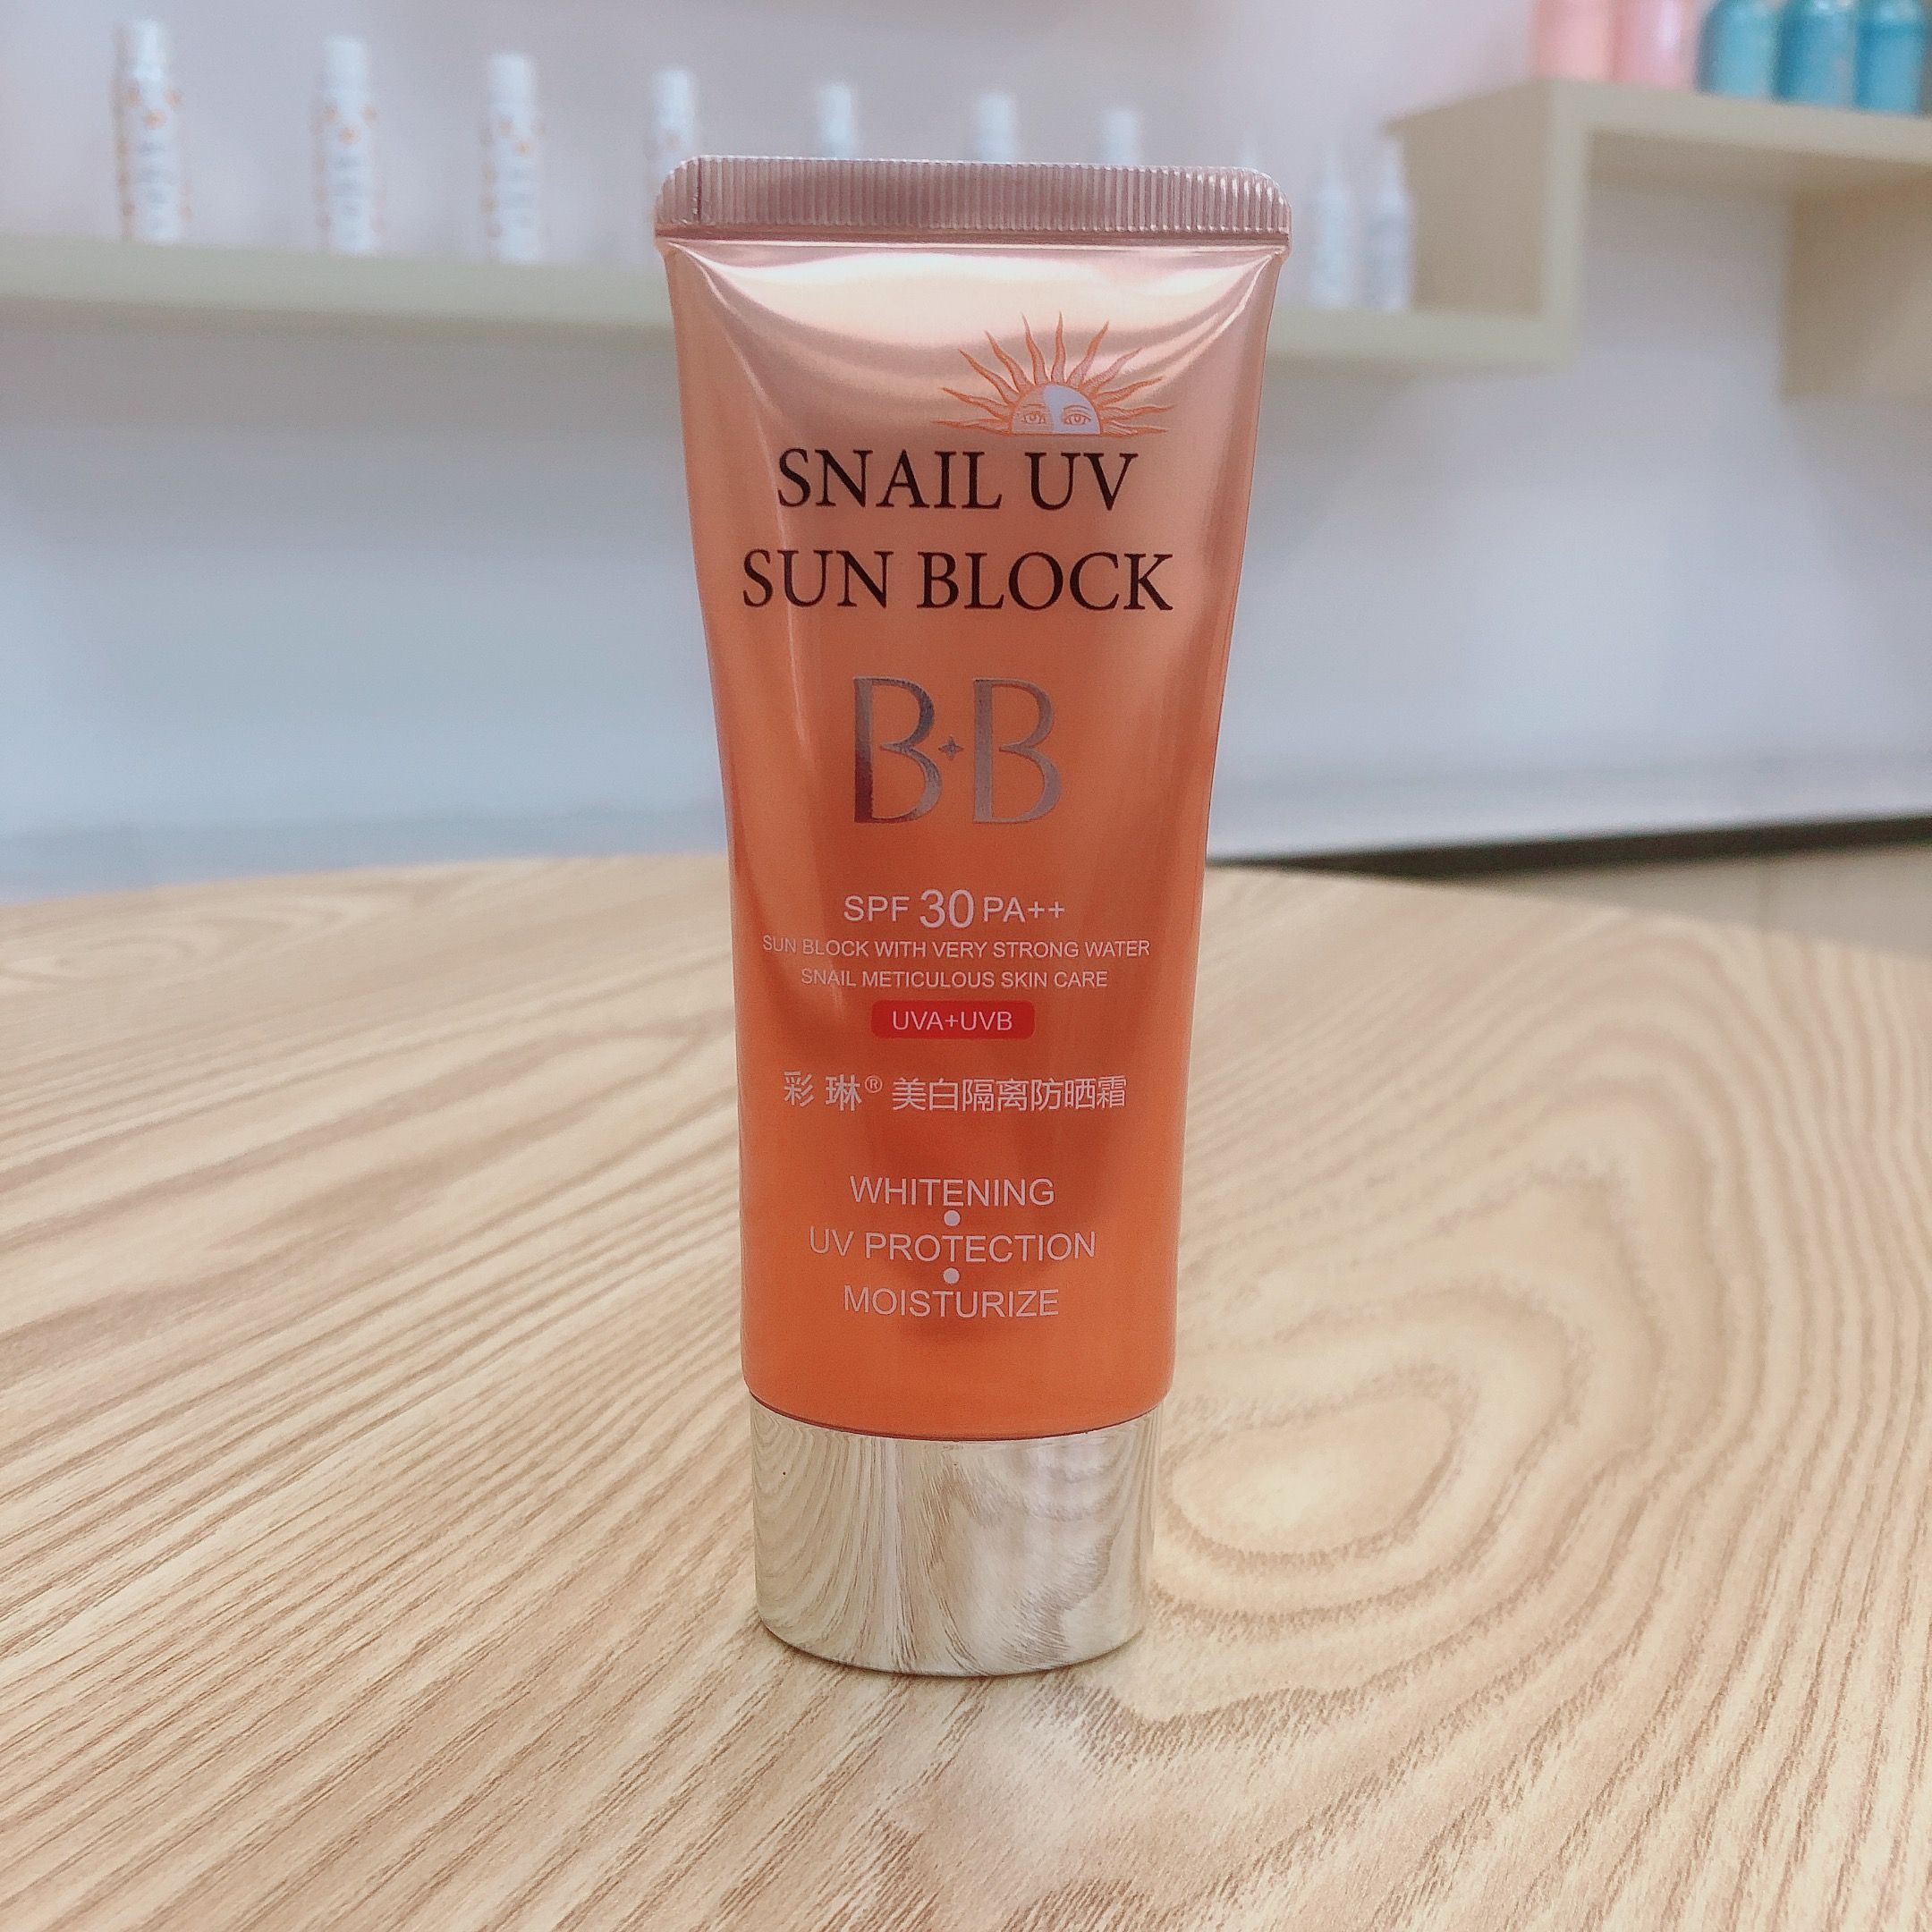 SNAIL UV
SUN BLOCK
B+B
SPF 30 PA++
SUN BLOCK WITH VERY STRONG WATER
SNAIL METICULOUS SKIN CARE
UVA+UVB
彩琳® 美白隔离防晒霜
WHITENING
UV PROTECTION
MOISTURIZE